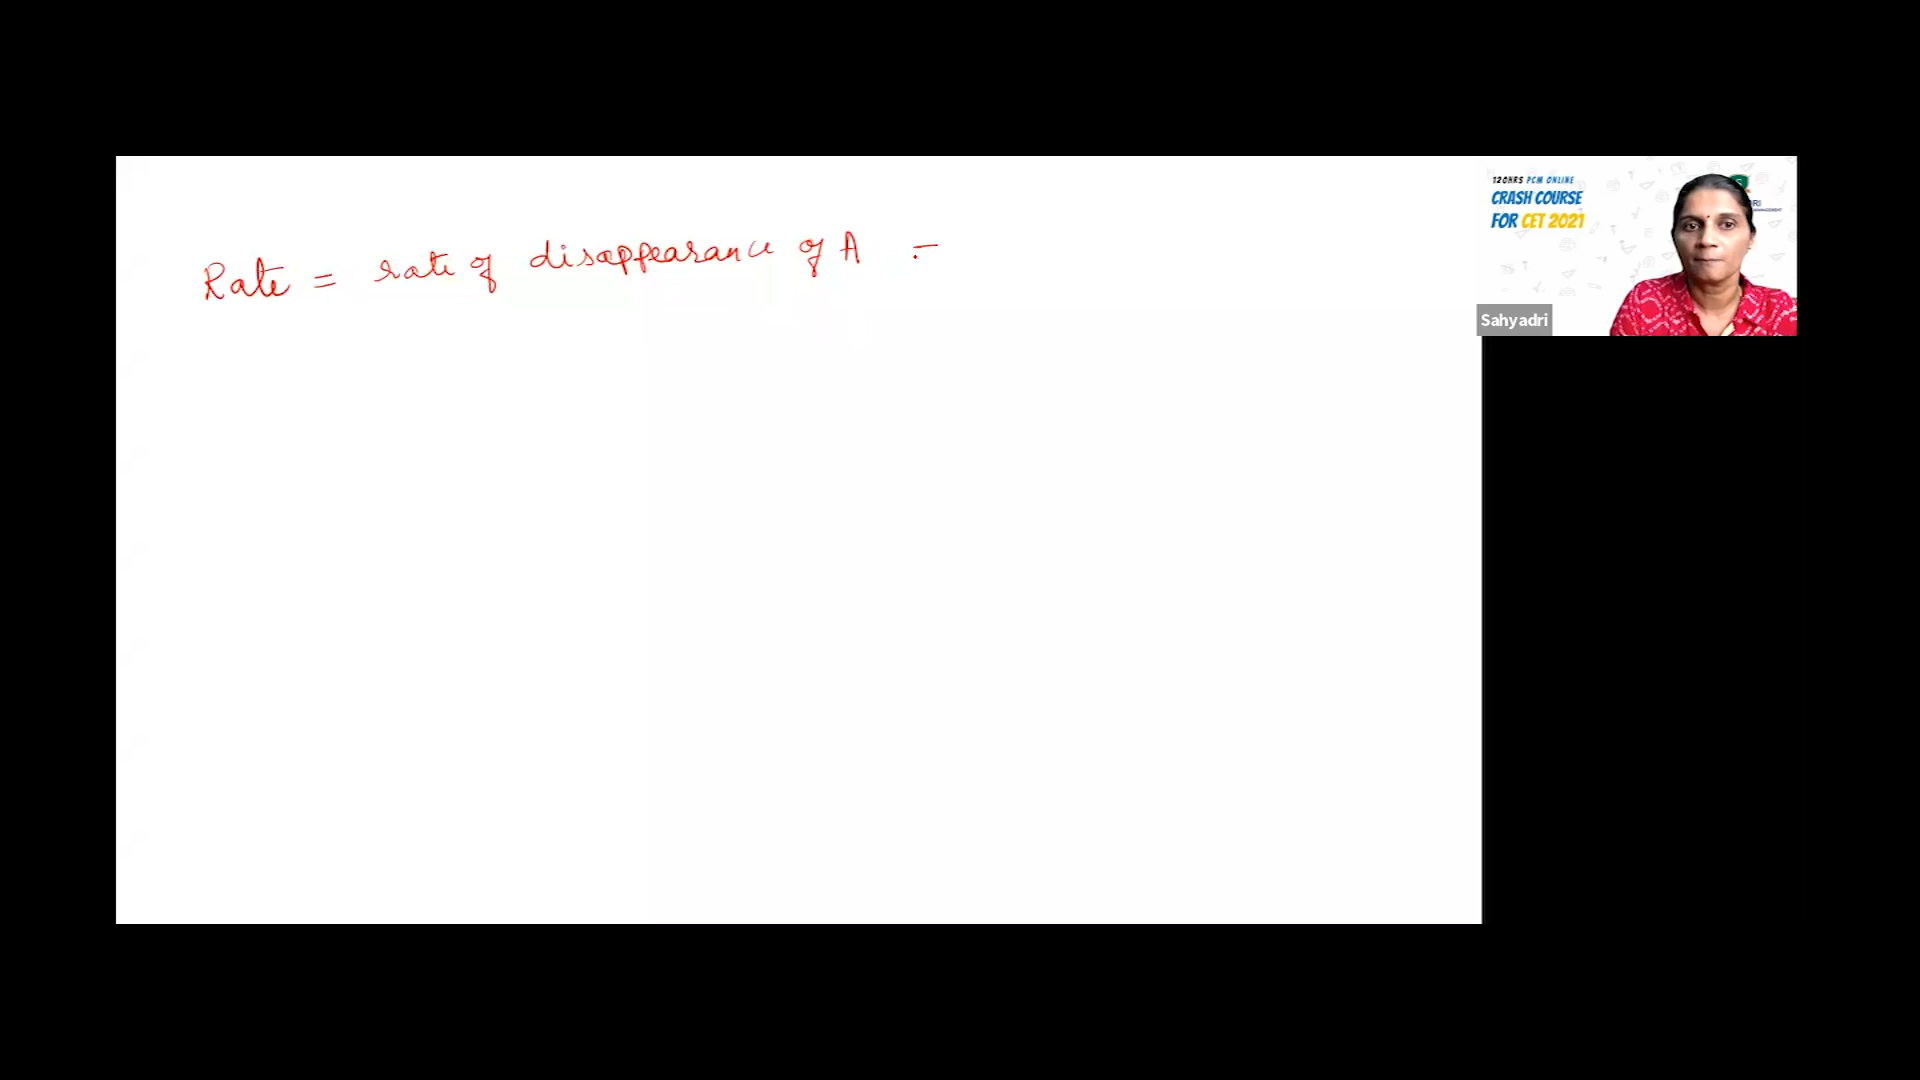 Rate = rate of disappearance of A =
120HRS PCM ONLINE
CRASH COURSE
FOR CET 2021
Sahyadri